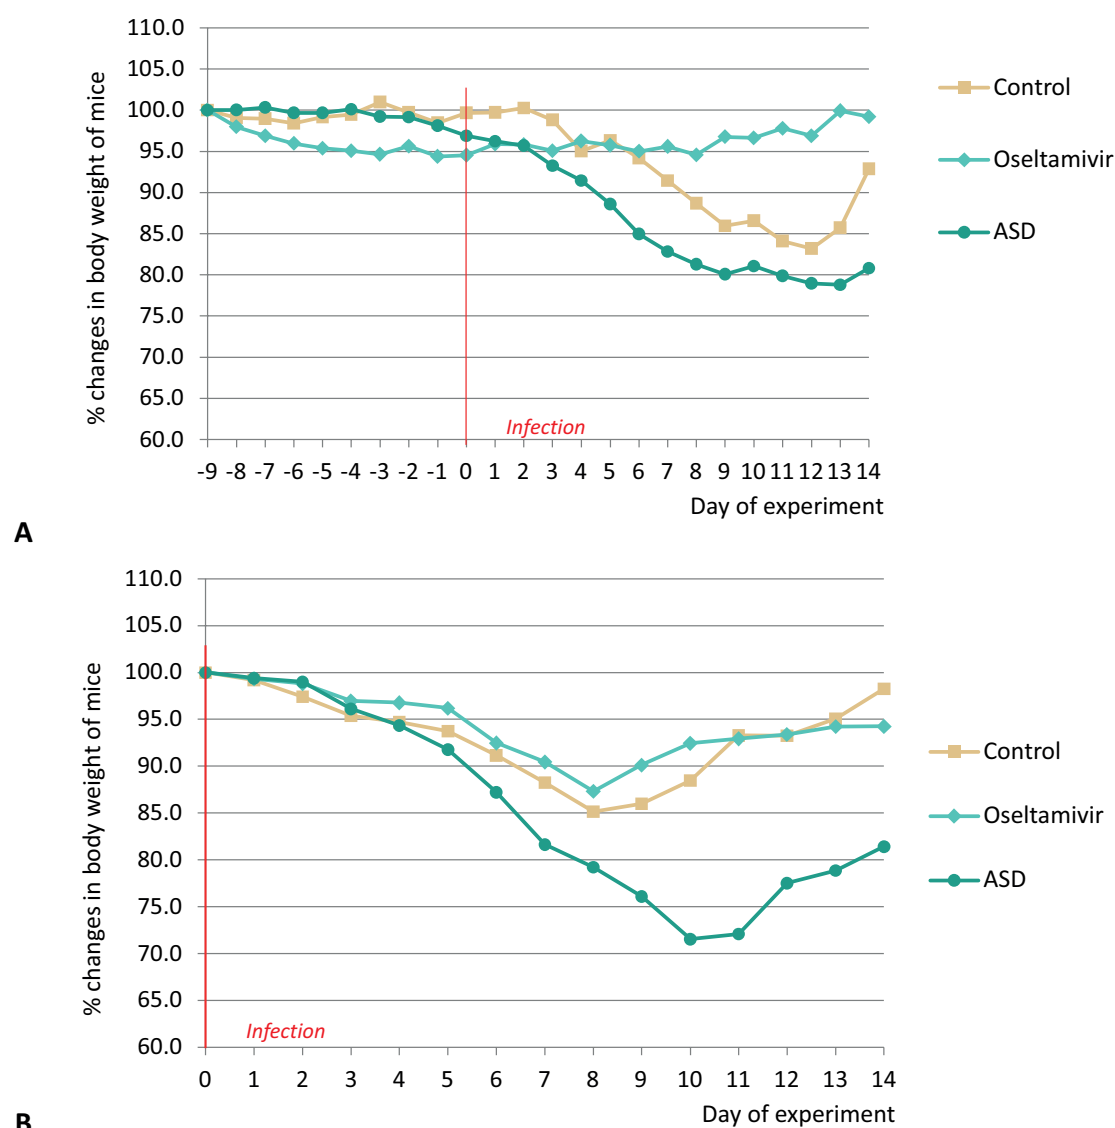 110.0
105.0
100.0
95.0
90.0
85.0
80.0
75.0
70.0
65.0
60.0
% changes in body weight of mice
Control
Oseltamivir
ASD
Infection
-9 -8 -7 -6 -5 -4 -3 -2 -1 0 1 2 3 4 5 6 7 8 9 10 11 12 13 14
Day of experiment
A
110.0
105.0
100.0
95.0
90.0
85.0
80.0
75.0
70.0
65.0
60.0
% changes in body weight of mice
Control
Oseltamivir
ASD
Infection
0 1 2 3 4 5 6 7 8 9 10 11 12 13 14
Day of experiment
B